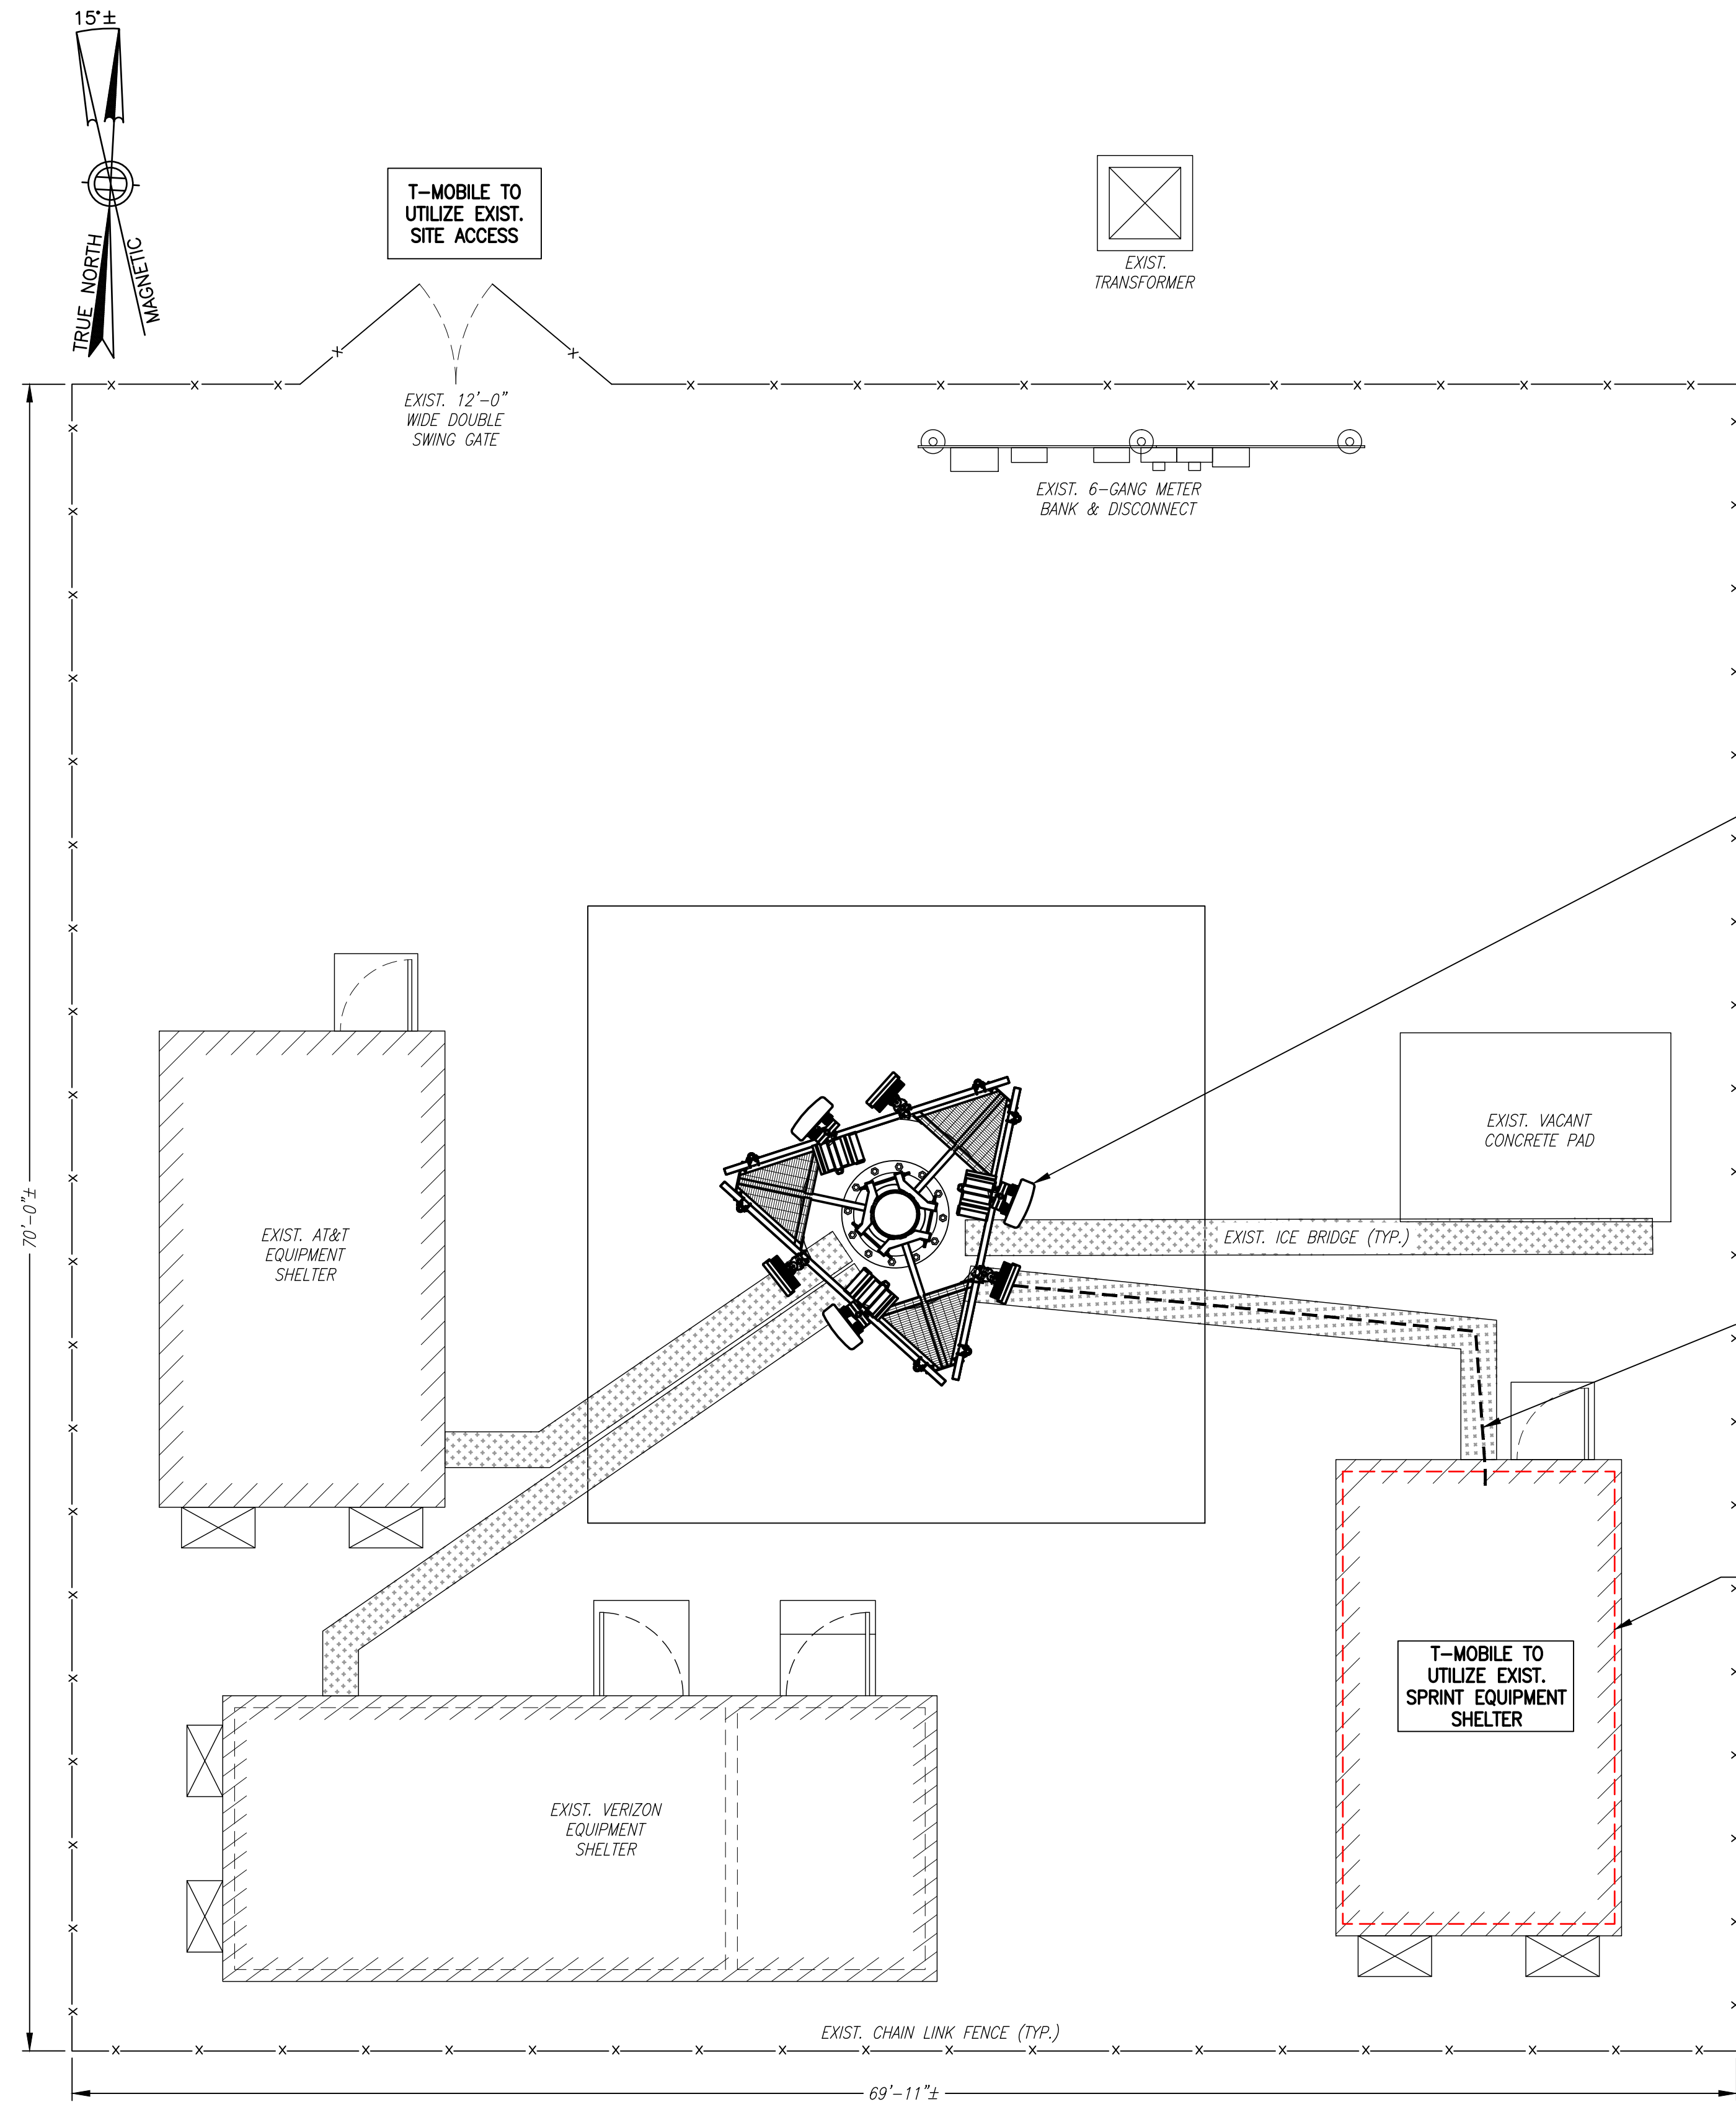 15°±
TRUE NORTH
MAGNETIC
T-MOBILE TO
UTILIZE EXIST.
SITE ACCESS
EXIST.
TRANSFORMER
EXIST. 12'-0"
WIDE DOUBLE
SWING GATE
EXIST. 6-GANG METER
BANK & DISCONNECT
EXIST. VACANT
CONCRETE PAD
70'-0"±
EXIST. AT&T
EQUIPMENT
SHELTER
EXIST. ICE BRIDGE (TYP.)
T-MOBILE TO
UTILIZE EXIST.
SPRINT EQUIPMENT
SHELTER
EXIST. VERIZON
EQUIPMENT
SHELTER
EXIST. CHAIN LINK FENCE (TYP.)
69'-11"±